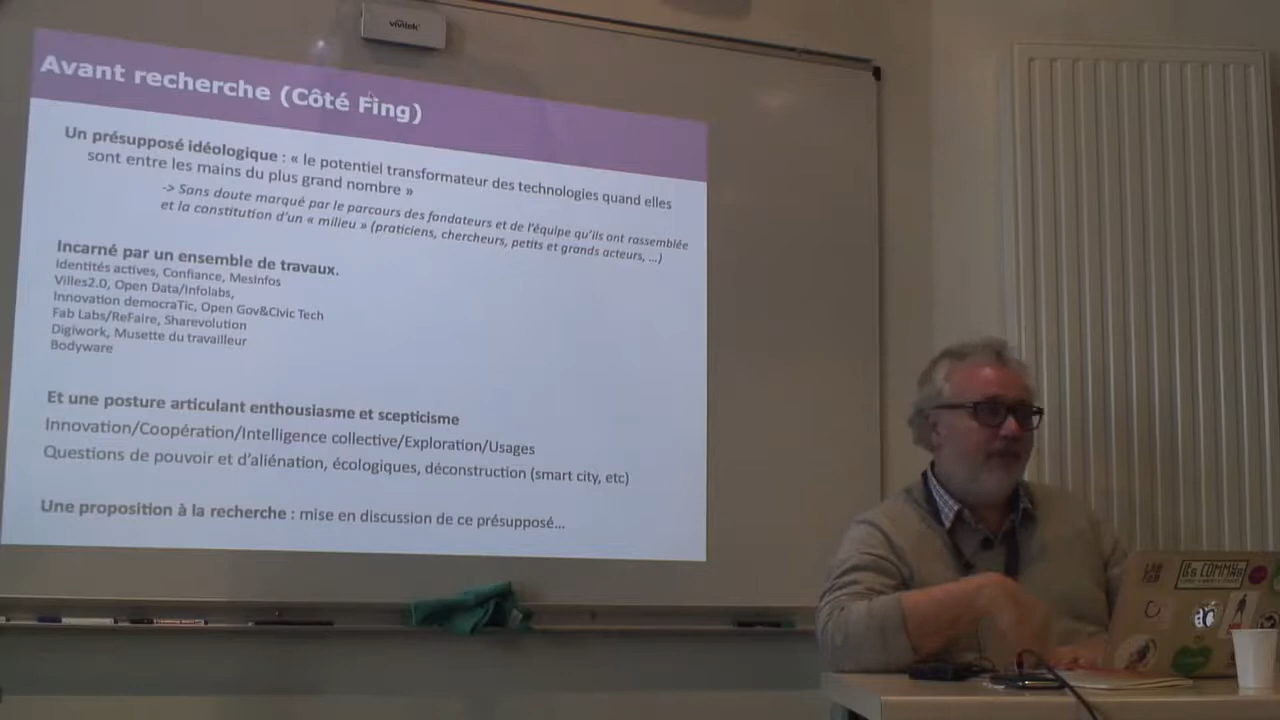 vivitek
Avant recherche (Côté Fing)
Un présupposé idéologique : « le potentiel transformateur des technologies quand elles
sont entre les mains du plus grand nombre »
-> Sans doute marqué par le parcours des fondateurs et de l'équipe qu'ils ont rassemblée
et la constitution d'un « milieu » (praticiens, chercheurs, petits et grands acteurs, ...)
Incarné par un ensemble de travaux.
Identités actives, Confiance, MesInfos
Villes2.0, Open Data/Infolabs,
Innovation democraTic, Open Gov&Civic Tech
Fab Labs/ReFaire, Sharevolution
Digiwork, Musette du travailleur
Bodyware
Et une posture articulant enthousiasme et scepticisme
Innovation/Coopération/Intelligence collective/Exploration/Usages
Questions de pouvoir et d'aliénation, écologiques, déconstruction (smart city, etc)
Une proposition à la recherche : mise en discussion de ce présupposé...